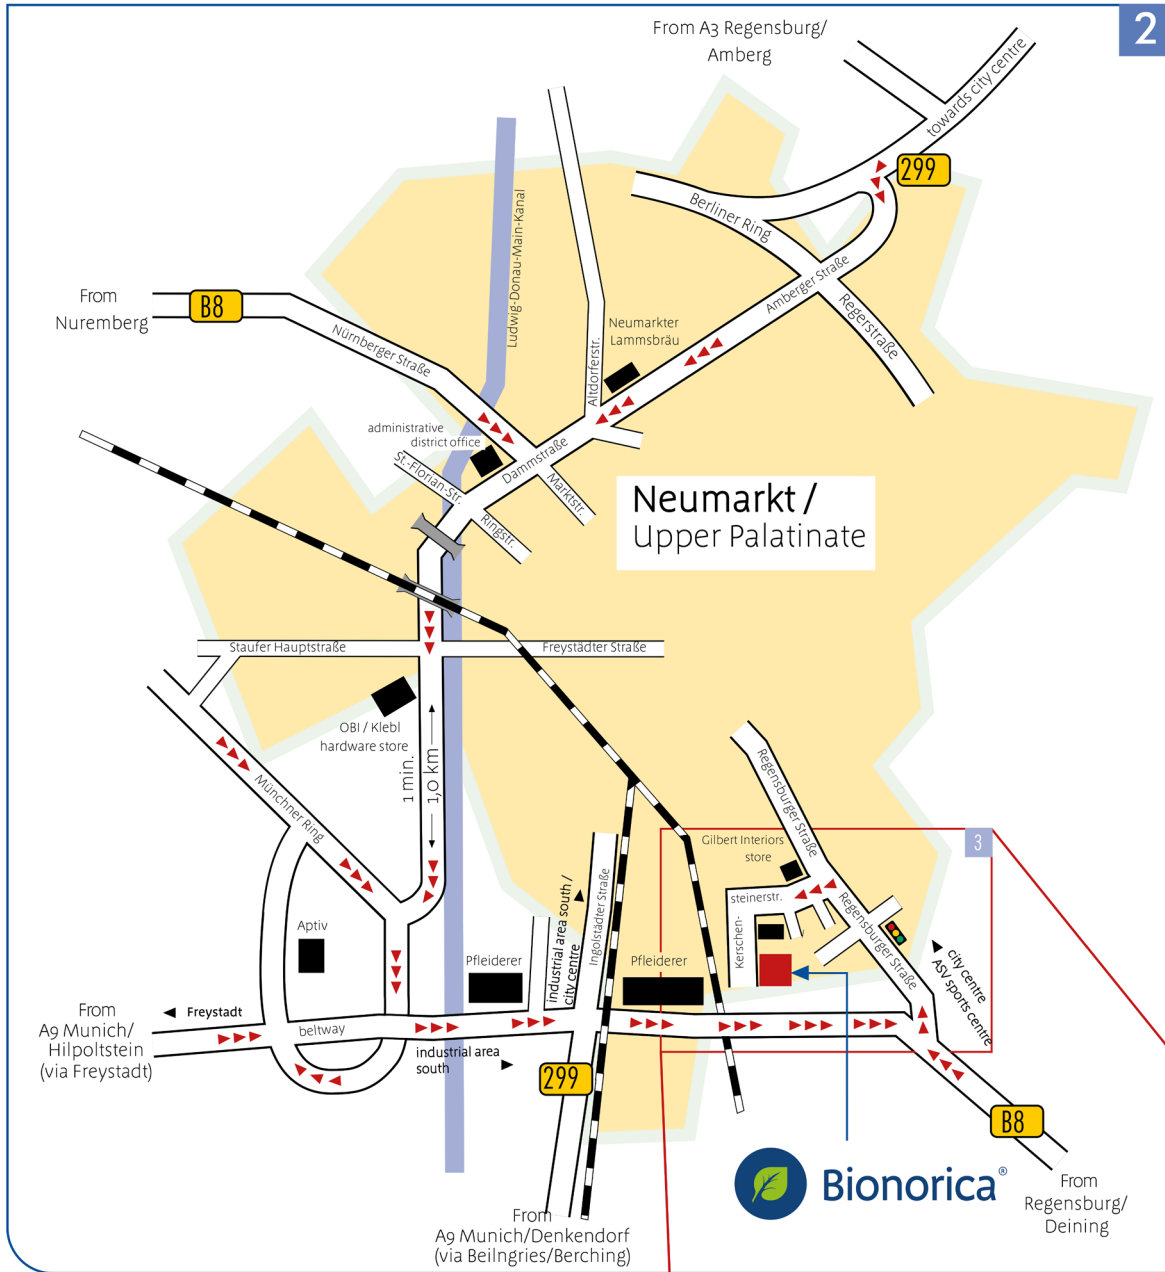 2
From A3 Regensburg/
Amberg
towards city centre
299
Berliner Ring
Ludwig-Donau-Main-Kanal
Amberger Straße
From
Nuremberg
B8
Nürnberger Straße
Regerstraße
Neumarkter
Lammsbräu
Altdorferstr.
administrative
district office
Dammstraße
St.-Florian-Str.
Marktstr.
Ringstr.
Neumarkt /
Upper Palatinate
Staufer Hauptstraße
Freystädter Straße
OBI / Klebl
hardware store
1 min.
1,0 km
Münchner Ring
Regensburger Straße
Gilbert Interiors
store
3
steinerstr.
Kerschen-
Regensburger Straße
Aptiv
Pfleiderer
industrial area south /
city centre
Ingolstädter Straße
Pfleiderer
city centre
ASV sports centre
From
A9 Munich/
Hilpoltstein
(via Freystadt)
Freystadt
beltway
industrial area
south
299
B8
Bionorica®
From
Regensburg/
Deining
From
A9 Munich/Denkendorf
(via Beilngries/Berching)